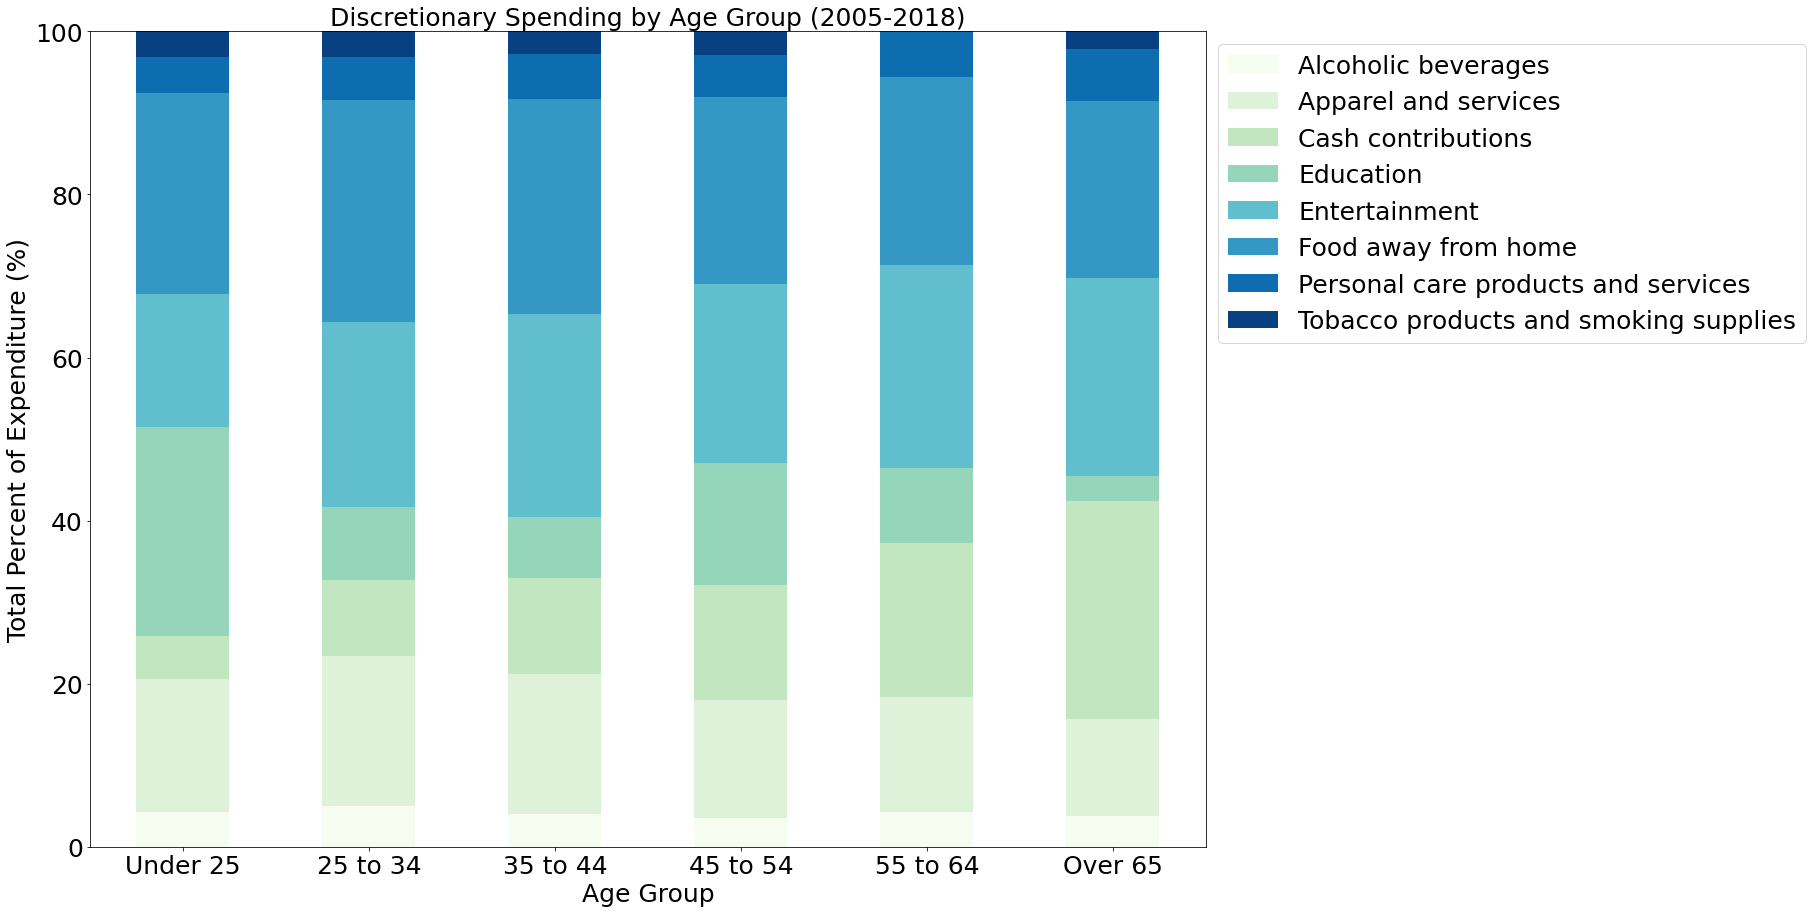 Discretionary Spending by Age Group (2005-2018)
Total Percent of Expenditure (%)
100
80
60
40
20
0
Under 25
25 to 34
35 to 44
45 to 54
55 to 64
Over 65
Age Group
Alcoholic beverages
Apparel and services
Cash contributions
Education
Entertainment
Food away from home
Personal care products and services
Tobacco products and smoking supplies